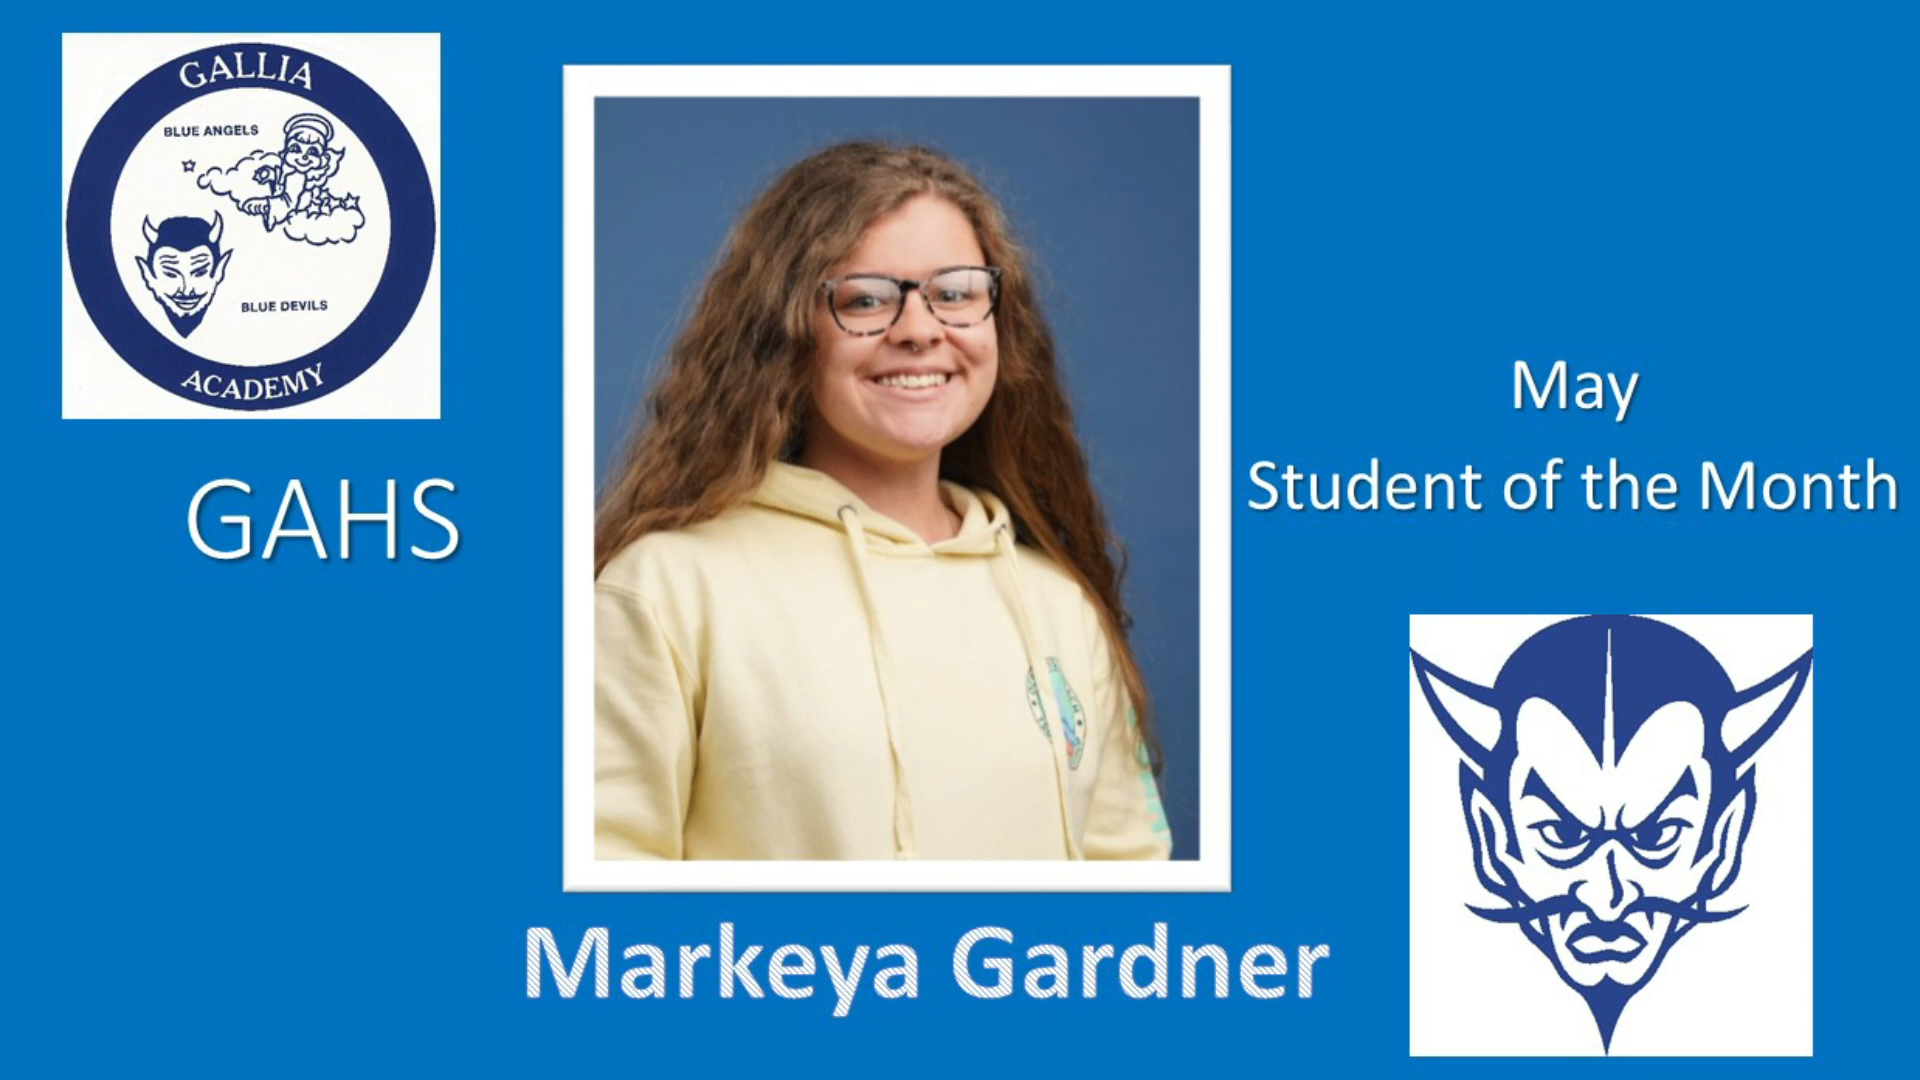 GALLIA
BLUE ANGELS
BLUE DEVILS
ACADEMY
GAHS
May
Student of the Month
Markeya Gardner